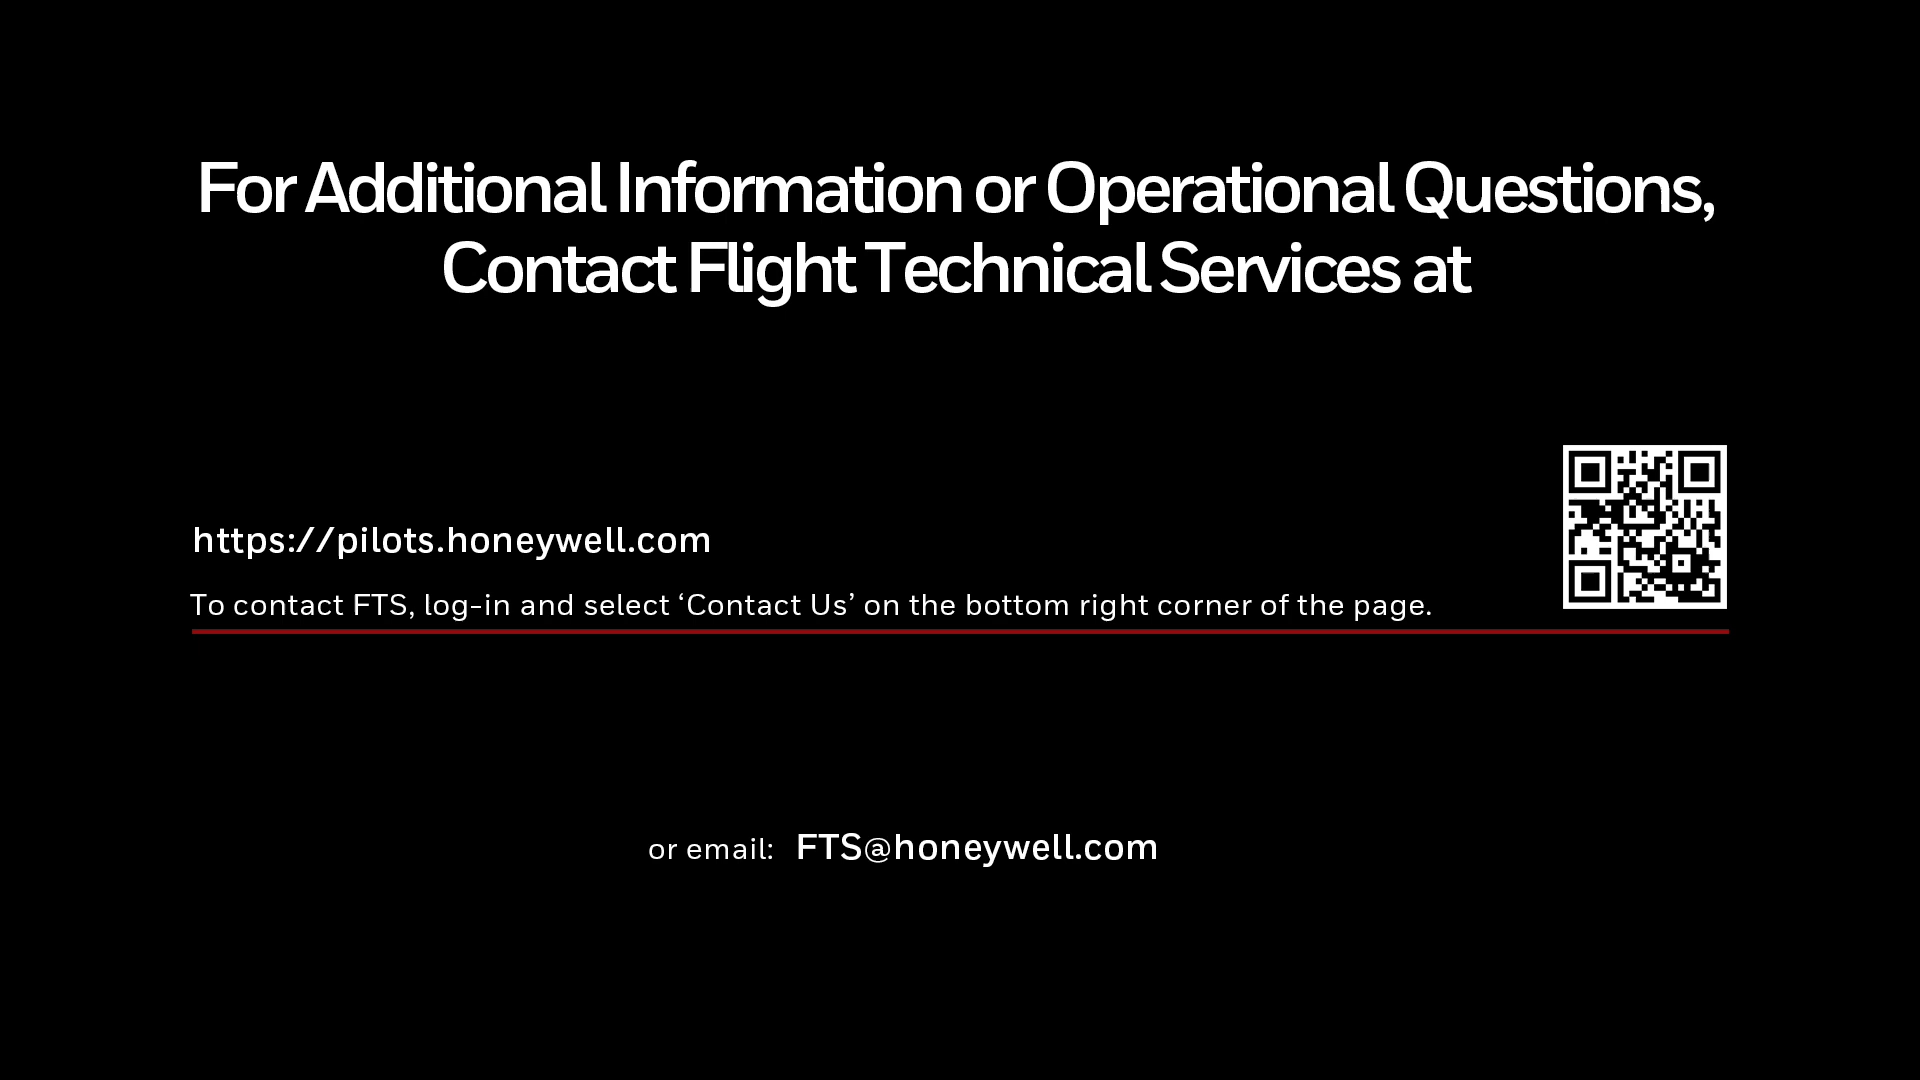 For Additional Information or Operational Questions,
Contact Flight Technical Services at
https://pilots.honeywell.com
To contact FTS, log-in and select ‘Contact Us’ on the bottom right corner of the page.
or email: FTS@honeywell.com